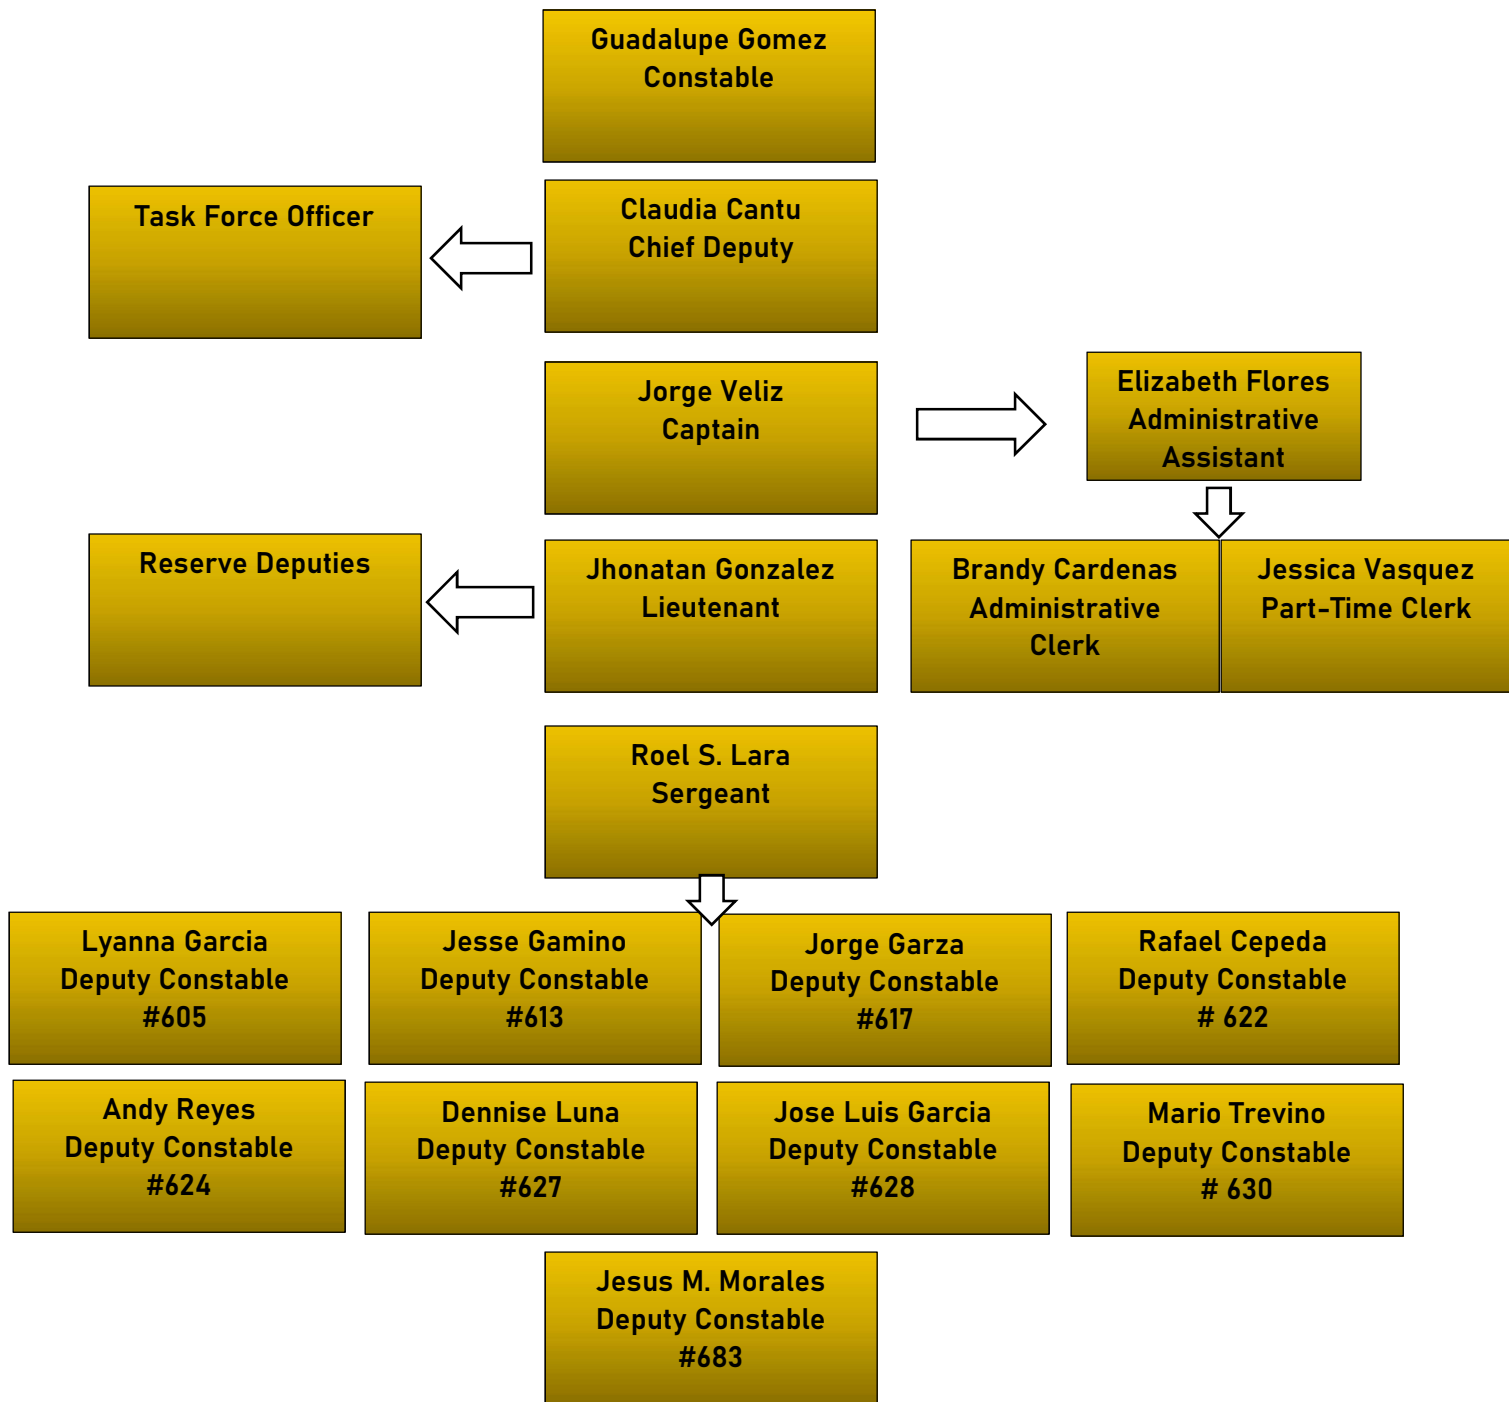 Guadalupe Gomez
Constable
Task Force Officer
Claudia Cantu
Chief Deputy
Jorge Veliz
Captain
Elizabeth Flores
Administrative
Assistant
Reserve Deputies
Jhonatan Gonzalez
Lieutenant
Brandy Cardenas
Administrative
Clerk
Jessica Vasquez
Part-Time Clerk
Roel S. Lara
Sergeant
Lyanna Garcia
Deputy Constable
#605
Jesse Gamino
Deputy Constable
#613
Jorge Garza
Deputy Constable
#617
Rafael Cepeda
Deputy Constable
# 622
Andy Reyes
Deputy Constable
#624
Dennise Luna
Deputy Constable
#627
Jose Luis Garcia
Deputy Constable
#628
Mario Trevino
Deputy Constable
# 630
Jesus M. Morales
Deputy Constable
#683